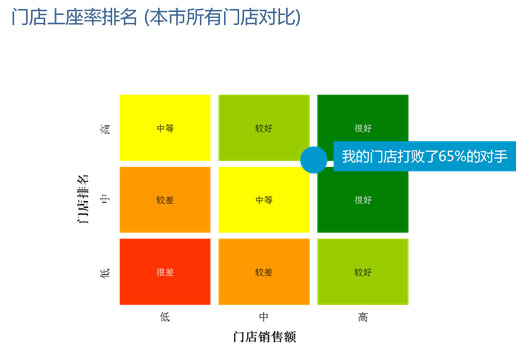 门店上座率排名 (本市所有门店对比)
高
中等
较好
很好
我的门店打败了65%的对手
门店排名
中
较差
中等
很好
低
很差
较差
较好
低
中
高
门店销售额